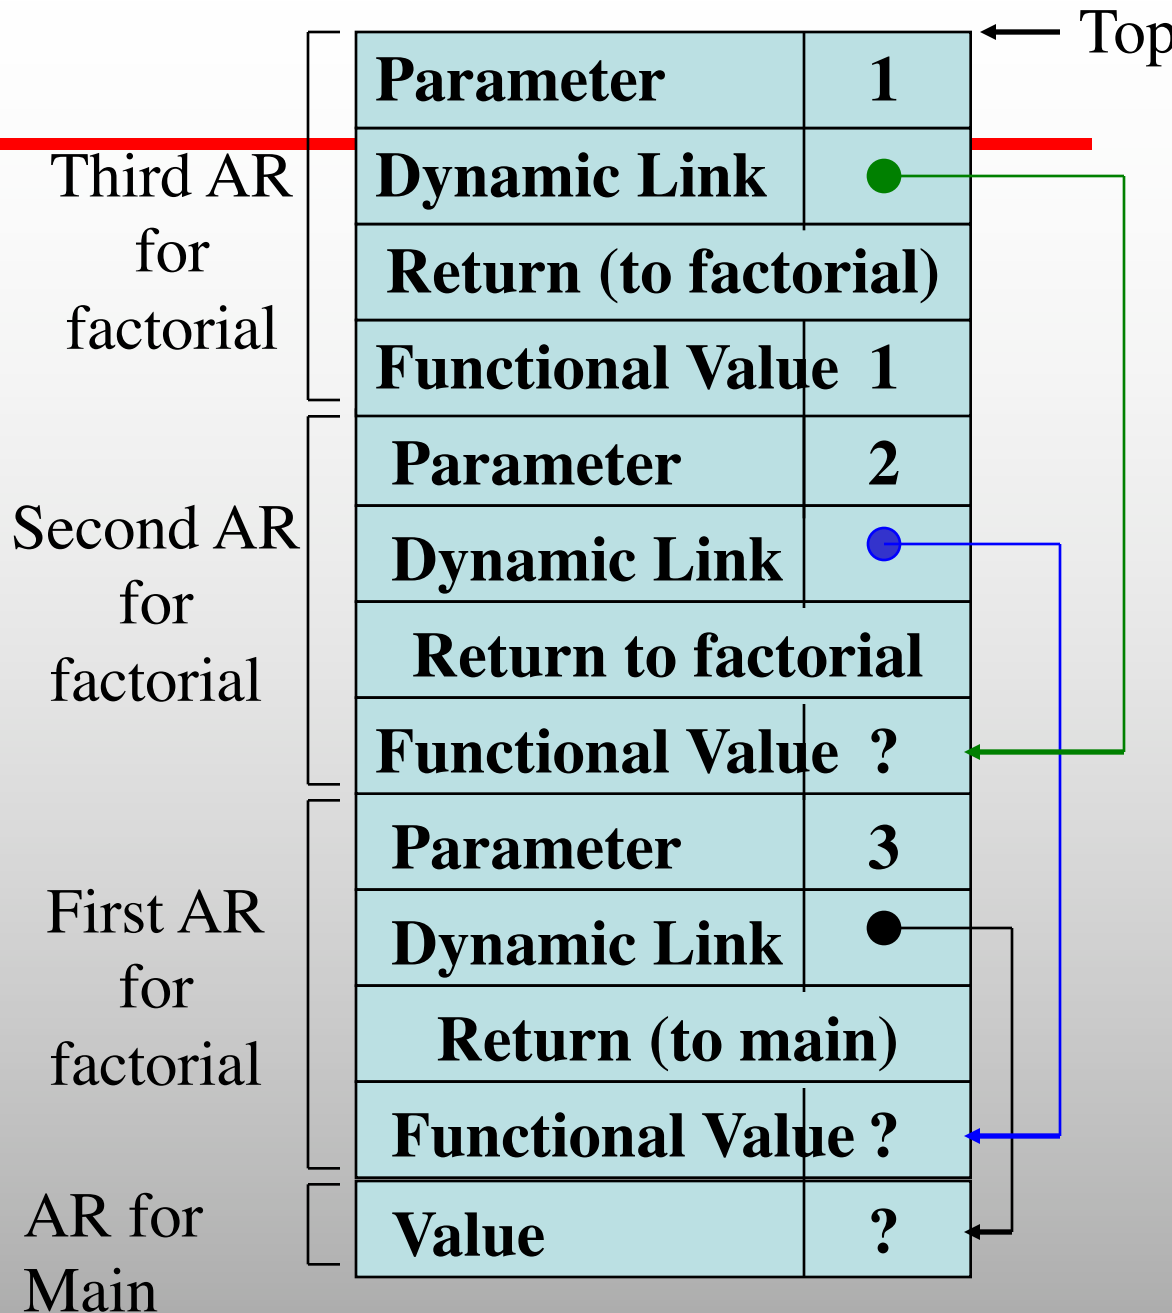 Top
Parameter 1
Third AR
for
factorial
Dynamic Link
Return (to factorial)
Functional Value 1
Second AR
for
factorial
Parameter 2
Dynamic Link
Return to factorial
Functional Value ?
First AR
for
factorial
Parameter 3
Dynamic Link
Return (to main)
Functional Value ?
AR for
Main
Value ?